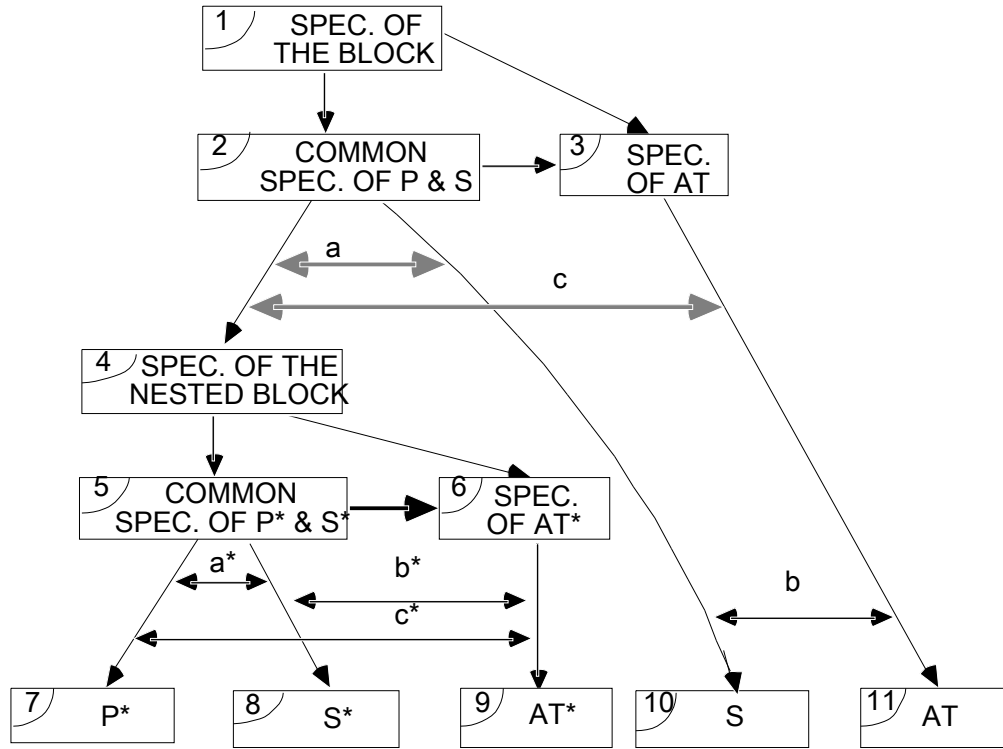 1
SPEC. OF
THE BLOCK
2
COMMON
SPEC. OF P & S
3
SPEC.
OF AT
a
c
4
SPEC. OF THE
NESTED BLOCK
5
COMMON
SPEC. OF P* & S*
6
SPEC.
OF AT*
a*
b*
c*
b
7
P*
8
S*
9
AT*
10
S
11
AT